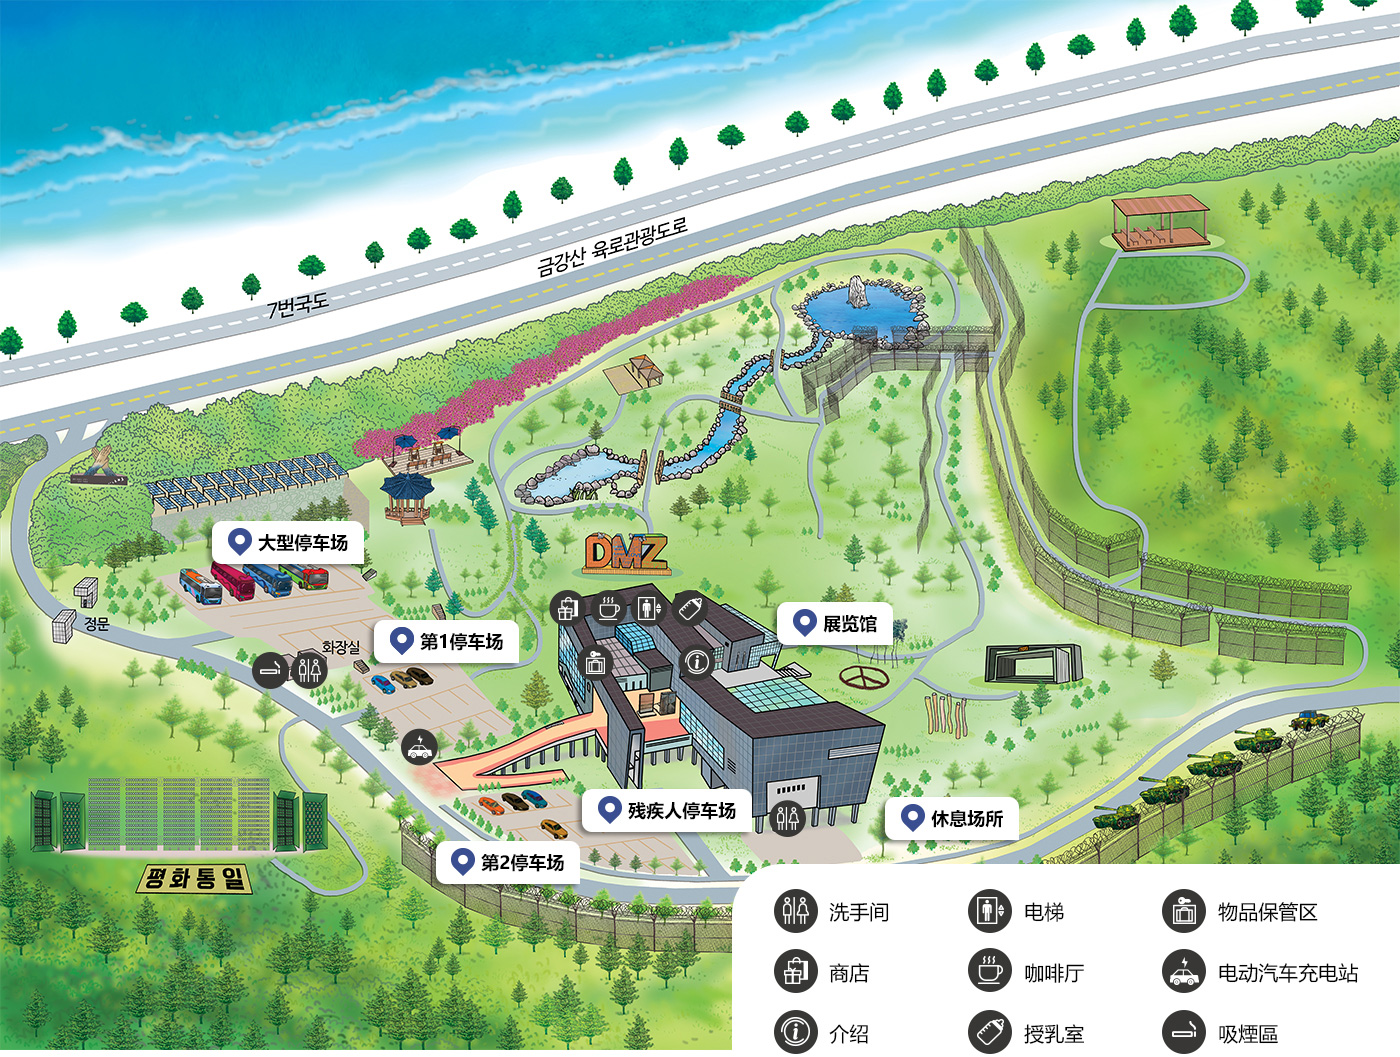 금강산 육로관광도로
7번국도
大型停车场
DMZ
정문
화장실
第1停车场
展览馆
残疾人停车场
休息场所
第2停车场
평화통일
洗手间
电梯
物品保管区
商店
咖啡厅
电动汽车充电站
介绍
授乳室
吸煙區